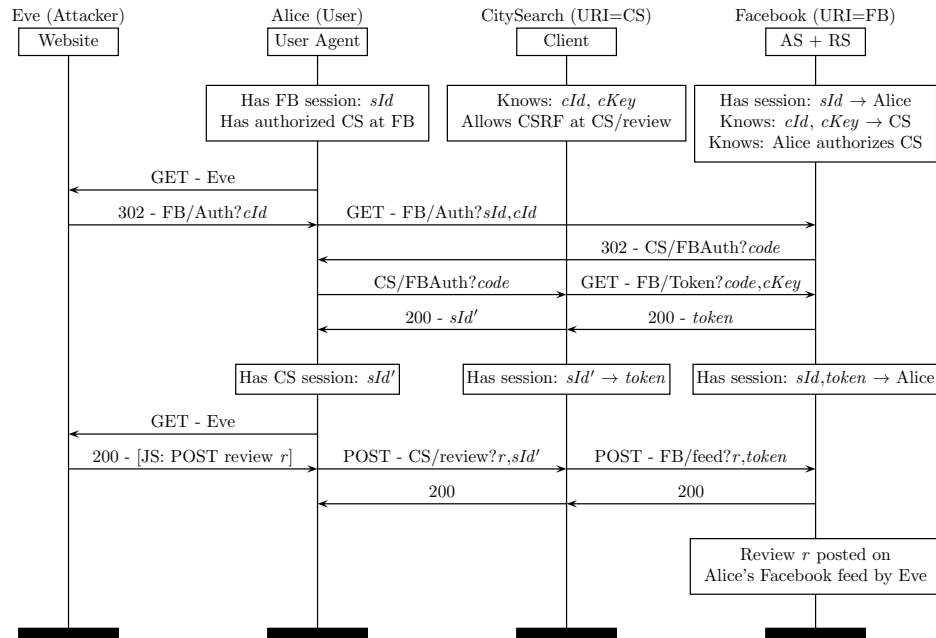 Eve (Attacker) Alice (User) CitySearch (URI=CS) Facebook (URI=FB)
Website User Agent Client AS + RS
Has FB session: sId
Has authorized CS at FB
Knows: cId, cKey
Allows CSRF at CS/review
Has session: sId → Alice
Knows: cId, cKey → CS
Knows: Alice authorizes CS
GET - Eve
302 - FB/Auth?cId GET - FB/Auth?sId,cId
302 - CS/FBAuth?code
CS/FBAuth?code GET - FB/Token?code,cKey
200 - sId′ 200 - token
Has CS session: sId′ Has session: sId′ → token Has session: sId,token → Alice
GET - Eve
200 - [JS: POST review r] POST - CS/review?r,sId′ POST - FB/feed?r,token
200 200
Review r posted on
Alice's Facebook feed by Eve